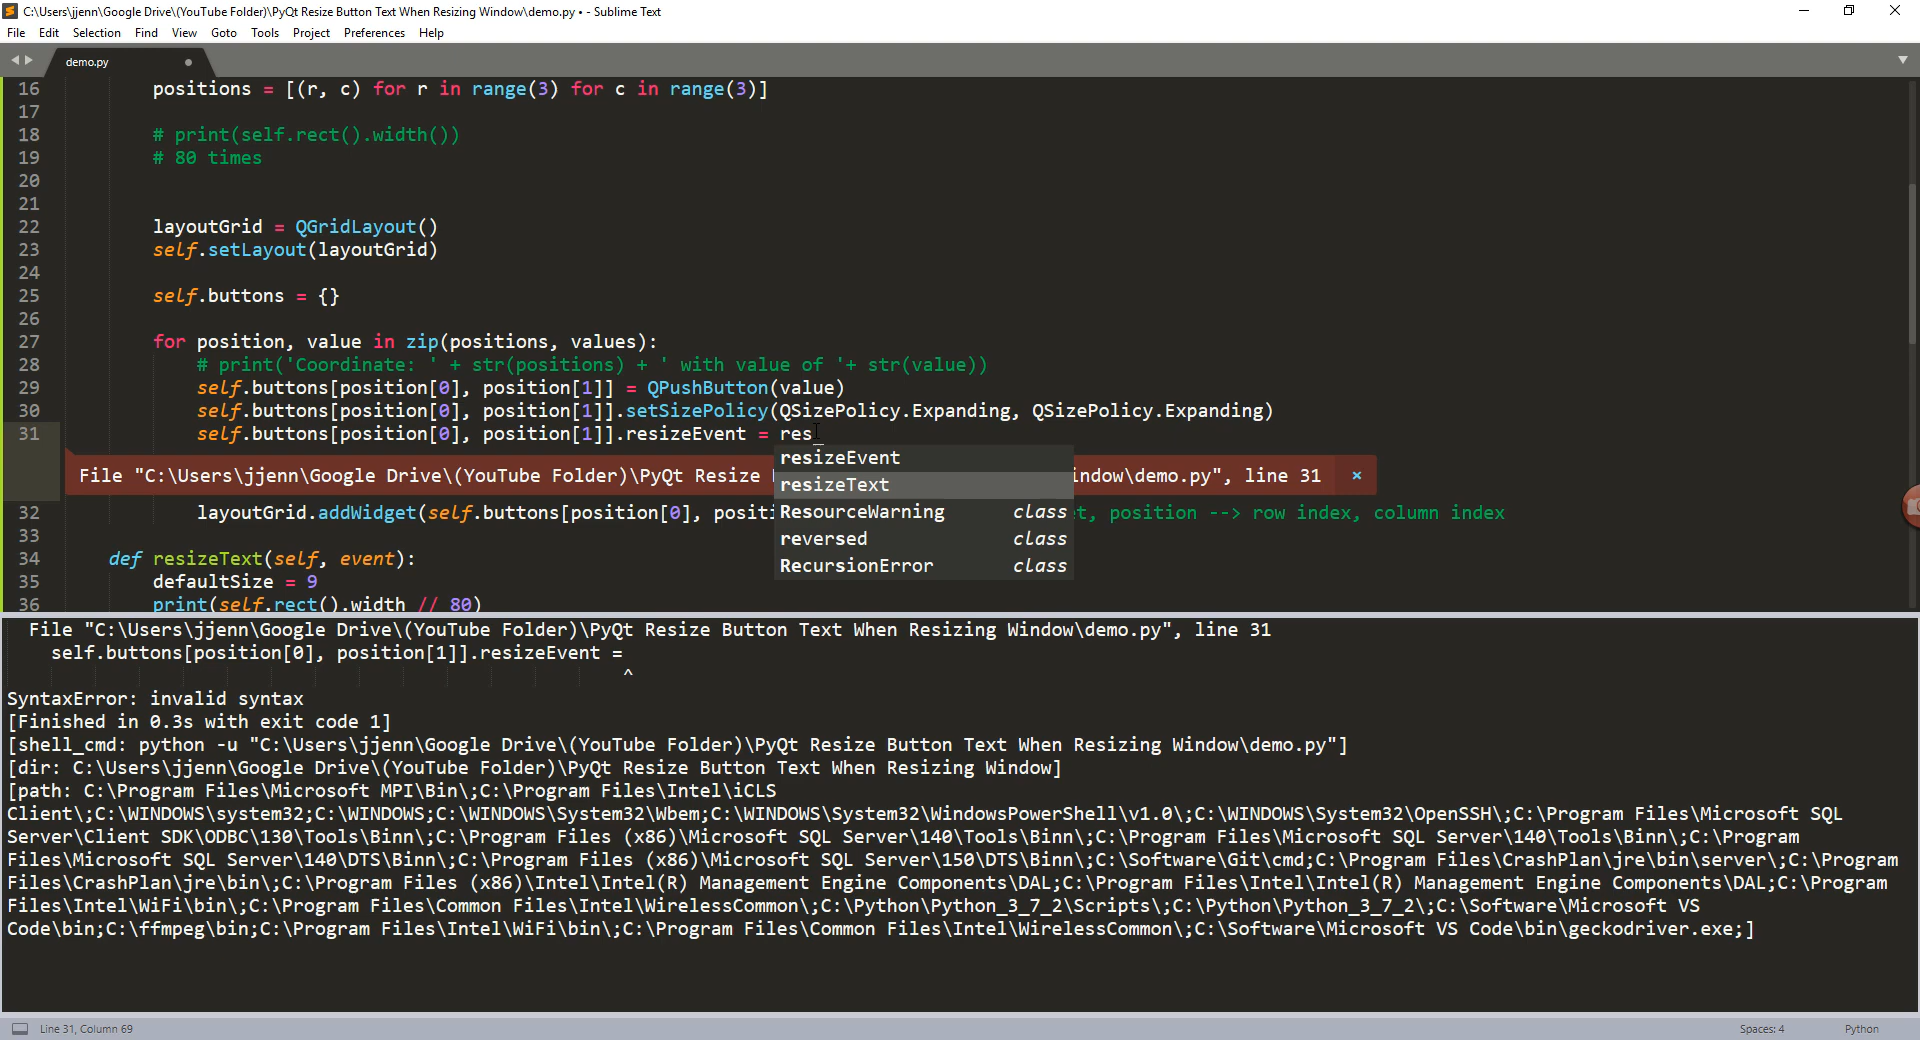 C:\Users\jjenn\Google Drive\(YouTube Folder)\PyQt Resize Button Text When Resizing Window\demo.py • - Sublime Text
File Edit Selection Find View Goto Tools Project Preferences Help
demo.py
16 positions = [(r, c) for r in range(3) for c in range(3)]
17
18 # print(self.rect().width())
19 # 80 times
20
21
22 layoutGrid = QGridLayout()
23 self.setLayout(layoutGrid)
24
25 self.buttons = {}
26
27 for position, value in zip(positions, values):
28 # print('Coordinate: ' + str(positions) + ' with value of '+ str(value))
29 self.buttons[position[0], position[1]] = QPushButton(value)
30 self.buttons[position[0], position[1]].setSizePolicy(QSizePolicy.Expanding, QSizePolicy.Expanding)
31 self.buttons[position[0], position[1]].resizeEvent = res
resizeEvent
File "C:\Users\jjenn\Google Drive\(YouTube Folder)\PyQt Resize indow\demo.py", line 31 ×
resizeText
ResourceWarning class
32 layoutGrid.addWidget(self.buttons[position[0], positi t, position --> row index, column index
33
reversed class
34 def resizeText(self, event):
RecursionError class
35 defaultSize = 9
36 print(self.rect().width // 80)
File "C:\Users\jjenn\Google Drive\(YouTube Folder)\PyQt Resize Button Text When Resizing Window\demo.py", line 31
self.buttons[position[0], position[1]].resizeEvent =
^
SyntaxError: invalid syntax
[Finished in 0.3s with exit code 1]
[shell_cmd: python -u "C:\Users\jjenn\Google Drive\(YouTube Folder)\PyQt Resize Button Text When Resizing Window\demo.py"]
[dir: C:\Users\jjenn\Google Drive\(YouTube Folder)\PyQt Resize Button Text When Resizing Window]
[path: C:\Program Files\Microsoft MPI\Bin\;C:\Program Files\Intel\iCLS
Client\;C:\WINDOWS\system32;C:\WINDOWS;C:\WINDOWS\System32\Wbem;C:\WINDOWS\System32\WindowsPowerShell\v1.0\;C:\WINDOWS\System32\OpenSSH\;C:\Program Files\Microsoft SQL
Server\Client SDK\ODBC\130\Tools\Binn\;C:\Program Files (x86)\Microsoft SQL Server\140\Tools\Binn\;C:\Program Files\Microsoft SQL Server\140\Tools\Binn\;C:\Program
Files\Microsoft SQL Server\140\DTS\Binn\;C:\Program Files (x86)\Microsoft SQL Server\150\DTS\Binn\;C:\Software\Git\cmd;C:\Program Files\CrashPlan\jre\bin\server\;C:\Program
Files\CrashPlan\jre\bin\;C:\Program Files (x86)\Intel\Intel(R) Management Engine Components\DAL;C:\Program Files\Intel\Intel(R) Management Engine Components\DAL;C:\Program
Files\Intel\WiFi\bin\;C:\Program Files\Common Files\Intel\WirelessCommon\;C:\Python\Python_3_7_2\Scripts\;C:\Python\Python_3_7_2\;C:\Software\Microsoft VS
Code\bin;C:\ffmpeg\bin;C:\Program Files\Intel\WiFi\bin\;C:\Program Files\Common Files\Intel\WirelessCommon\;C:\Software\Microsoft VS Code\bin\geckodriver.exe;]
Line 31, Column 69 Spaces: 4 Python